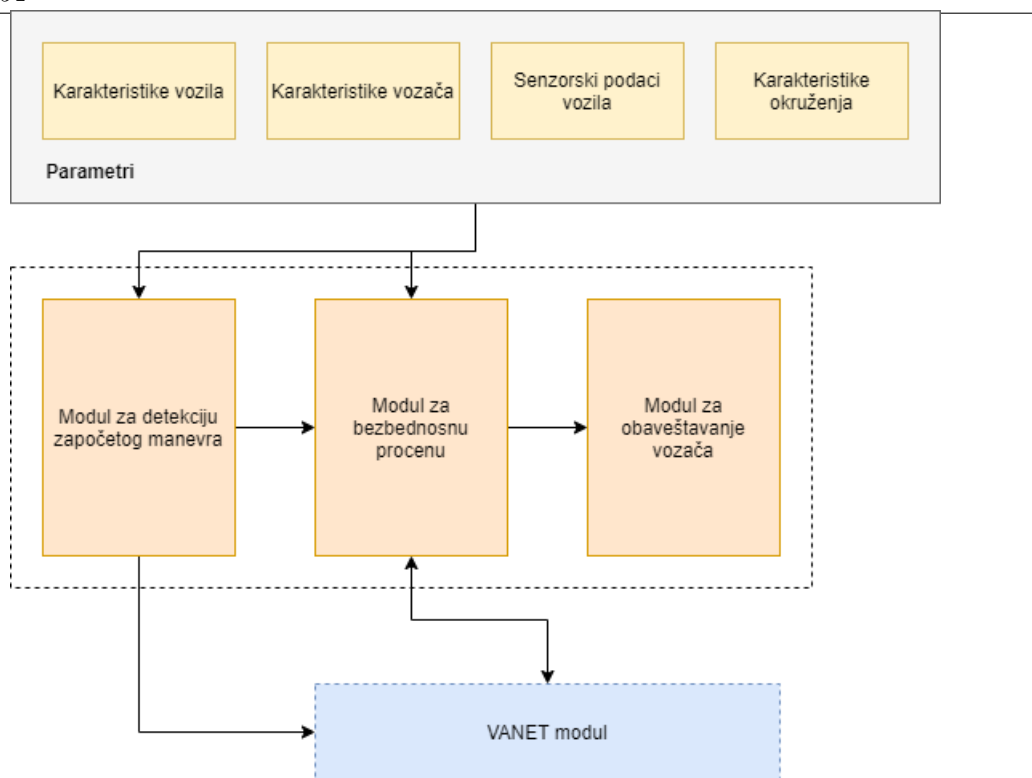 Karakteristike vozila
Karakteristike vozača
Senzorski podaci
vozila
Karakteristike
okruženja
Parametri
Modul za detekciju
započetog manevra
Modul za
bezbednosnu
procenu
Modul za
obaveštavanje
vozača
VANET modul